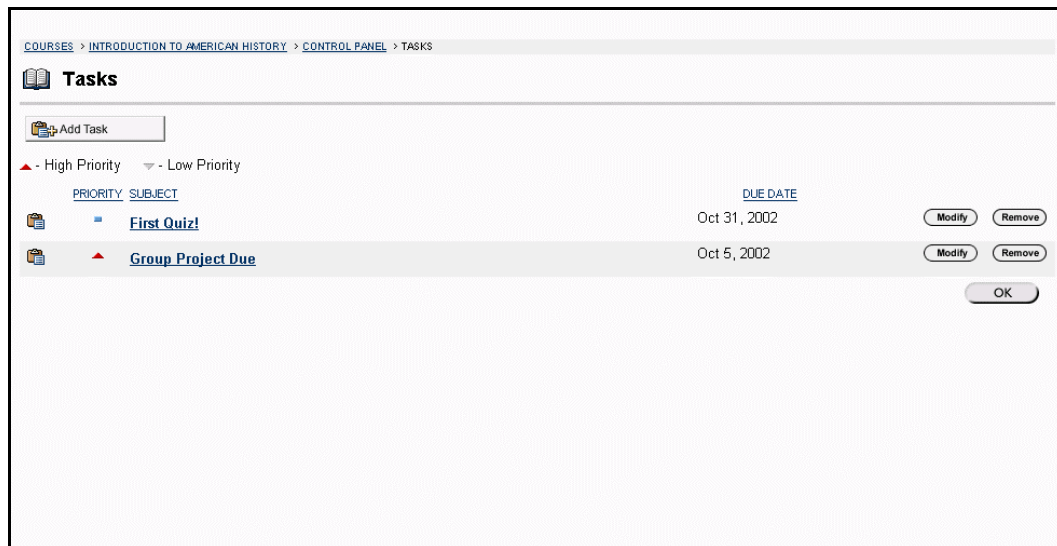 COURSES > INTRODUCTION TO AMERICAN HISTORY > CONTROL PANEL > TASKS
Tasks
Add Task
- High Priority - Low Priority
PRIORITY SUBJECT DUE DATE
First Quiz! Oct 31, 2002 Modify Remove
Group Project Due Oct 5, 2002 Modify Remove
OK